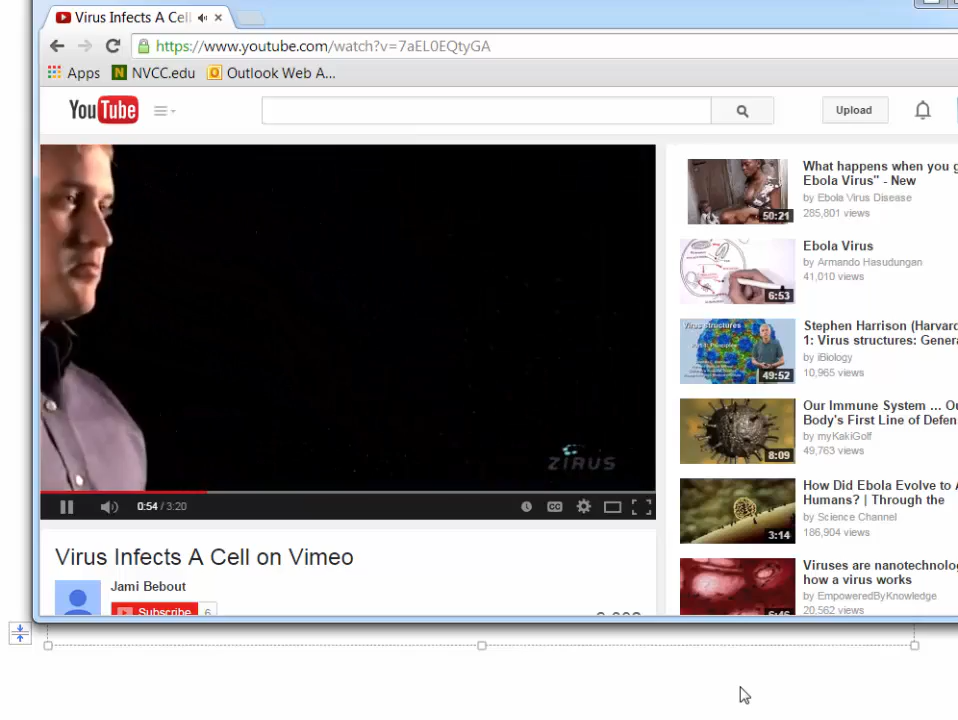 Virus Infects A Cell
https://www.youtube.com/watch?v=7aEL0EQtyGA
Apps NVCC.edu Outlook Web A...
YouTube Upload
ZIRUS
0:54 / 3:20 CC
Virus Infects A Cell on Vimeo
Jami Bebout
Subscribe 6
What happens when you g
Ebola Virus" - New
by Ebola Virus Disease
285,801 views
50:21
Ebola Virus
by Armando Hasudungan
41,010 views
6:53
Stephen Harrison (Harvard
1: Virus structures: Genera
by iBiology
10,965 views
Virus structures
49:52
Our Immune System ... Ou
Body's First Line of Defen
by myKakiGolf
49,763 views
8:09
How Did Ebola Evolve to A
Humans? | Through the
by Science Channel
186,904 views
3:14
Viruses are nanotechnolog
how a virus works
by EmpoweredByKnowledge
20,562 views